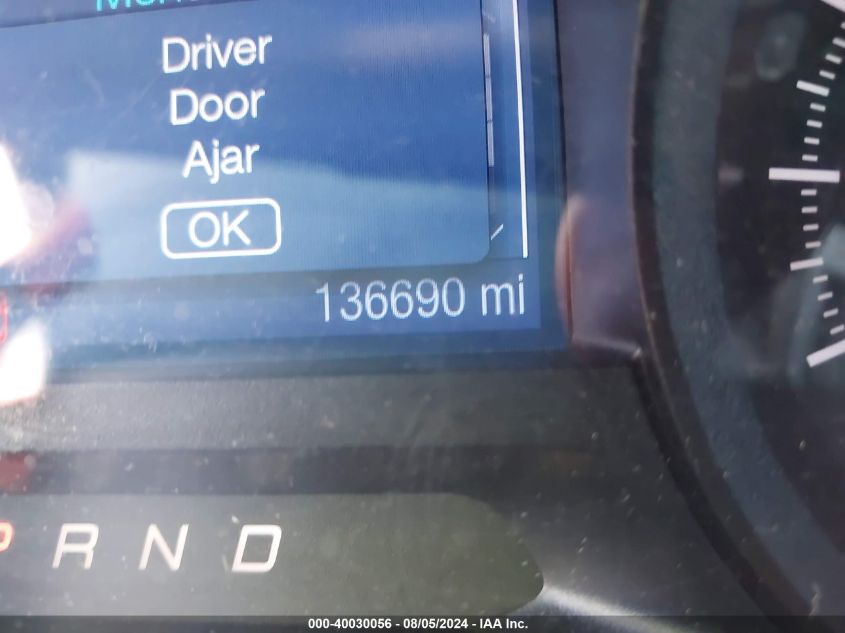 Driver
Door
Ajar
OK
136690 mi
P R N D
000-40030056 - 08/05/2024 - IAA Inc.